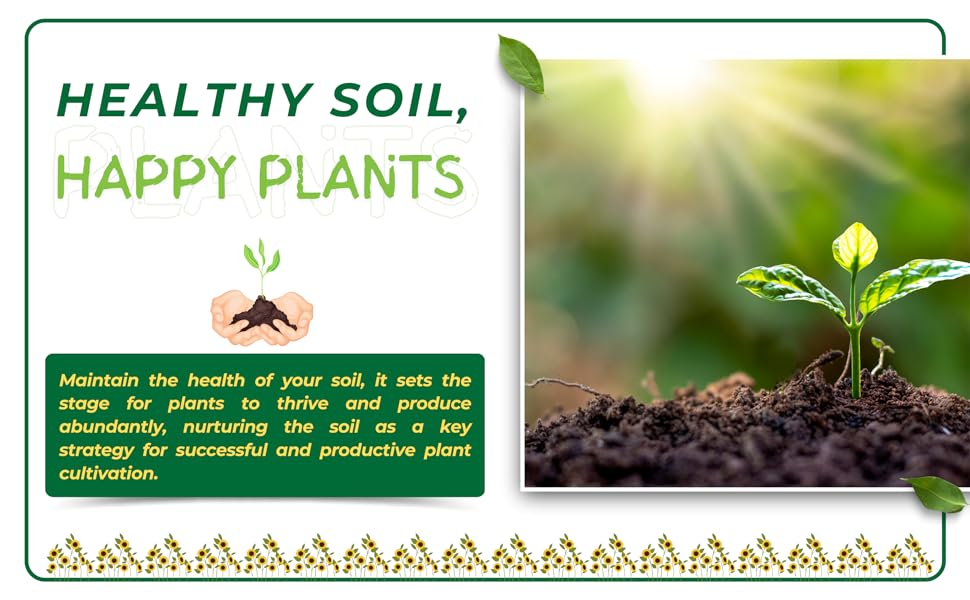 HEALTHY SOIL,
PLANTS
HAPPY PLANTS
Maintain the health of your soil, it sets the
stage for plants to thrive and produce
abundantly, nurturing the soil as a key
strategy for successful and productive plant
cultivation.